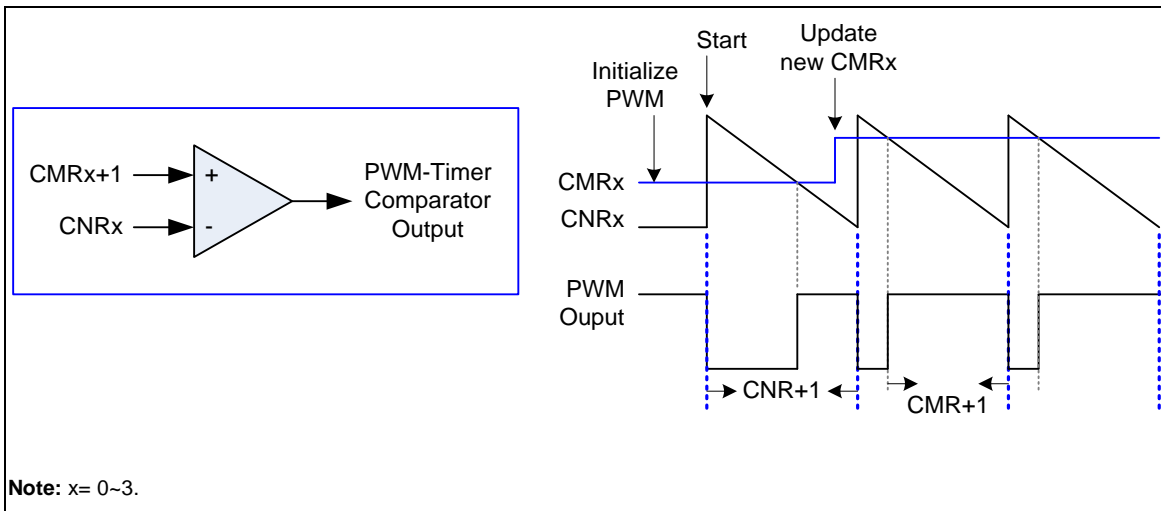 CMRx+1
CNRx
+
-
PWM-Timer
Comparator
Output
Start
Update
new CMRx
Initialize
PWM
CMRx
CNRx
PWM
Ouput
CNR+1
CMR+1
Note: x= 0~3.